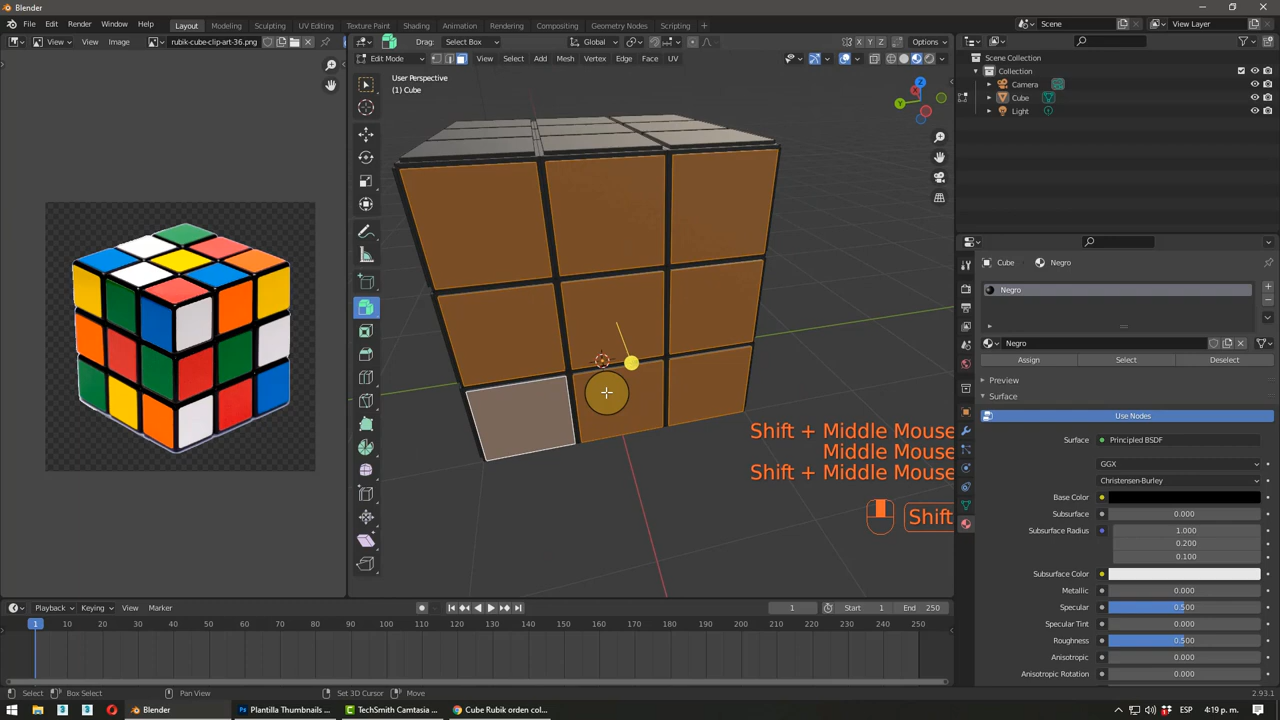 Blender
File Edit Render Window Help
Layout Modeling Sculpting UV Editing Texture Paint Shading Animation Rendering Compositing Geometry Nodes Scripting
Scene
View Layer
View View Image rubik-cube-clip-art-36.png
Drag: Select Box Global X Y Z Options
Edit Mode View Select Add Mesh Vertex Edge Face UV
User Perspective
(1) Cube
Scene Collection
Collection
Camera
Cube
Light
Cube Negro
Negro
Negro
Assign Select Deselect
Preview
Surface
Use Nodes
Surface Principled BSDF
GGX
Christensen-Burley
Base Color
Subsurface 0.000
Subsurface Radius 1.000
0.200
0.100
Subsurface Color
Metallic 0.000
Specular 0.500
Specular Tint 0.000
Roughness 0.500
Anisotropic 0.000
Anisotropic Rotation 0.000
Shift + Middle Mouse
Middle Mouse
Shift + Middle Mouse
Shift
Playback Keying View Marker 1 Start 1 End 250
1 10 20 30 40 50 60 70 80 90 100 110 120 130 140 150 160 170 180 190 200 210 220 230 240 250
Select Box Select Pan View Set 3D Cursor Move 2.93.1
Blender Plantilla Thumbnails ... TechSmith Camtasia ... Cube Rubik orden col... ESP 4:19 p. m.